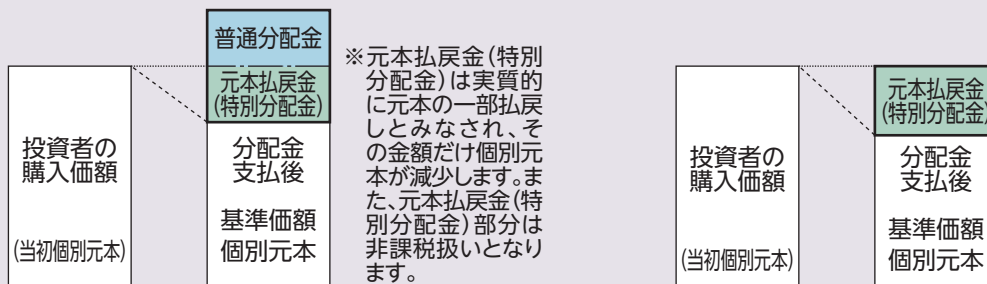 普通分配金
元本払戻金
(特別分配金)
投資者の
購入価額
(当初個別元本)
分配金
支払後
基準価額
個別元本
※元本払戻金(特別
分配金)は実質的
に元本の一部払戻
しとみなされ、そ
の金額だけ個別元
本が減少します。ま
た、元本払戻金(特
別分配金)部分は
非課税扱いとなり
ます。
元本払戻金
(特別分配金)
投資者の
購入価額
(当初個別元本)
分配金
支払後
基準価額
個別元本